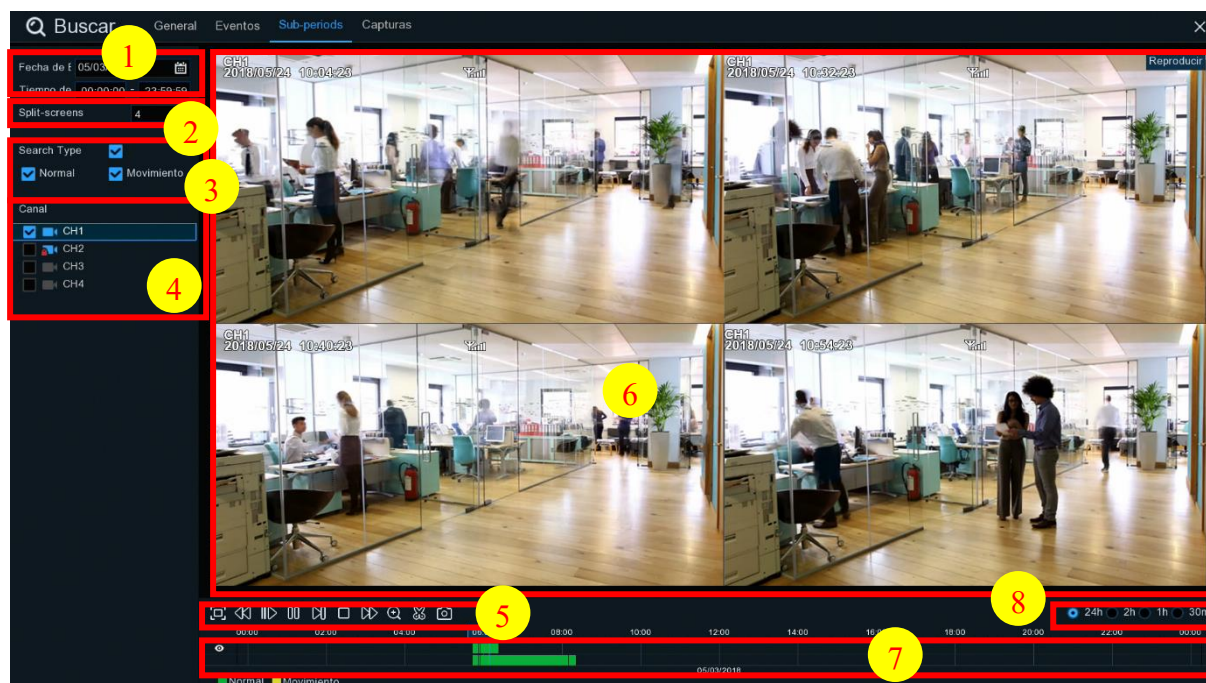 Buscar General Eventos Sub-periods Capturas
1
Fecha de E 05/03/
Tiempo de 00:00:00 - 23:59:59
Split-screens 4
2
Search Type
Normal Movimiento
3
Canal
CH1
CH2
CH3
CH4
4
CH1
2018/05/24 10:04:23
CH1
2018/05/24 10:32:23
Reproducir
CH1
2018/05/24 10:40:23
CH1
2018/05/24 10:54:23
6
5
8
24h 2h 1h 30m
00:00 02:00 04:00 06:00 08:00 10:00 12:00 14:00 16:00 18:00 20:00 22:00 00:00
7
05/03/2018
Normal Movimiento